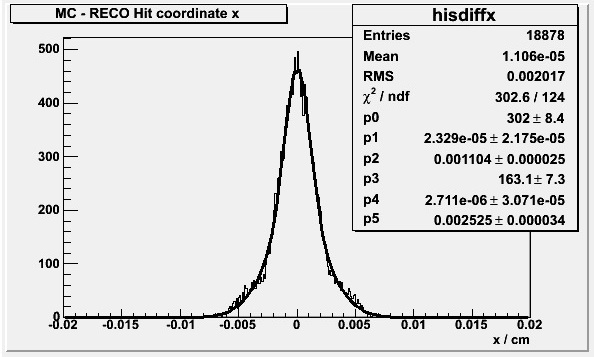 MC - RECO Hit coordinate x
hisdiffx
Entries 18878
Mean 1.106e-05
RMS 0.002017
χ² / ndf 302.6 / 124
p0 302 ± 8.4
p1 2.329e-05 ± 2.175e-05
p2 0.001104 ± 0.000025
p3 163.1 ± 7.3
p4 2.711e-06 ± 3.071e-05
p5 0.002525 ± 0.000034
500
400
300
200
100
0
-0.02 -0.015 -0.01 -0.005 0 0.005 0.01 0.015 0.02
x / cm